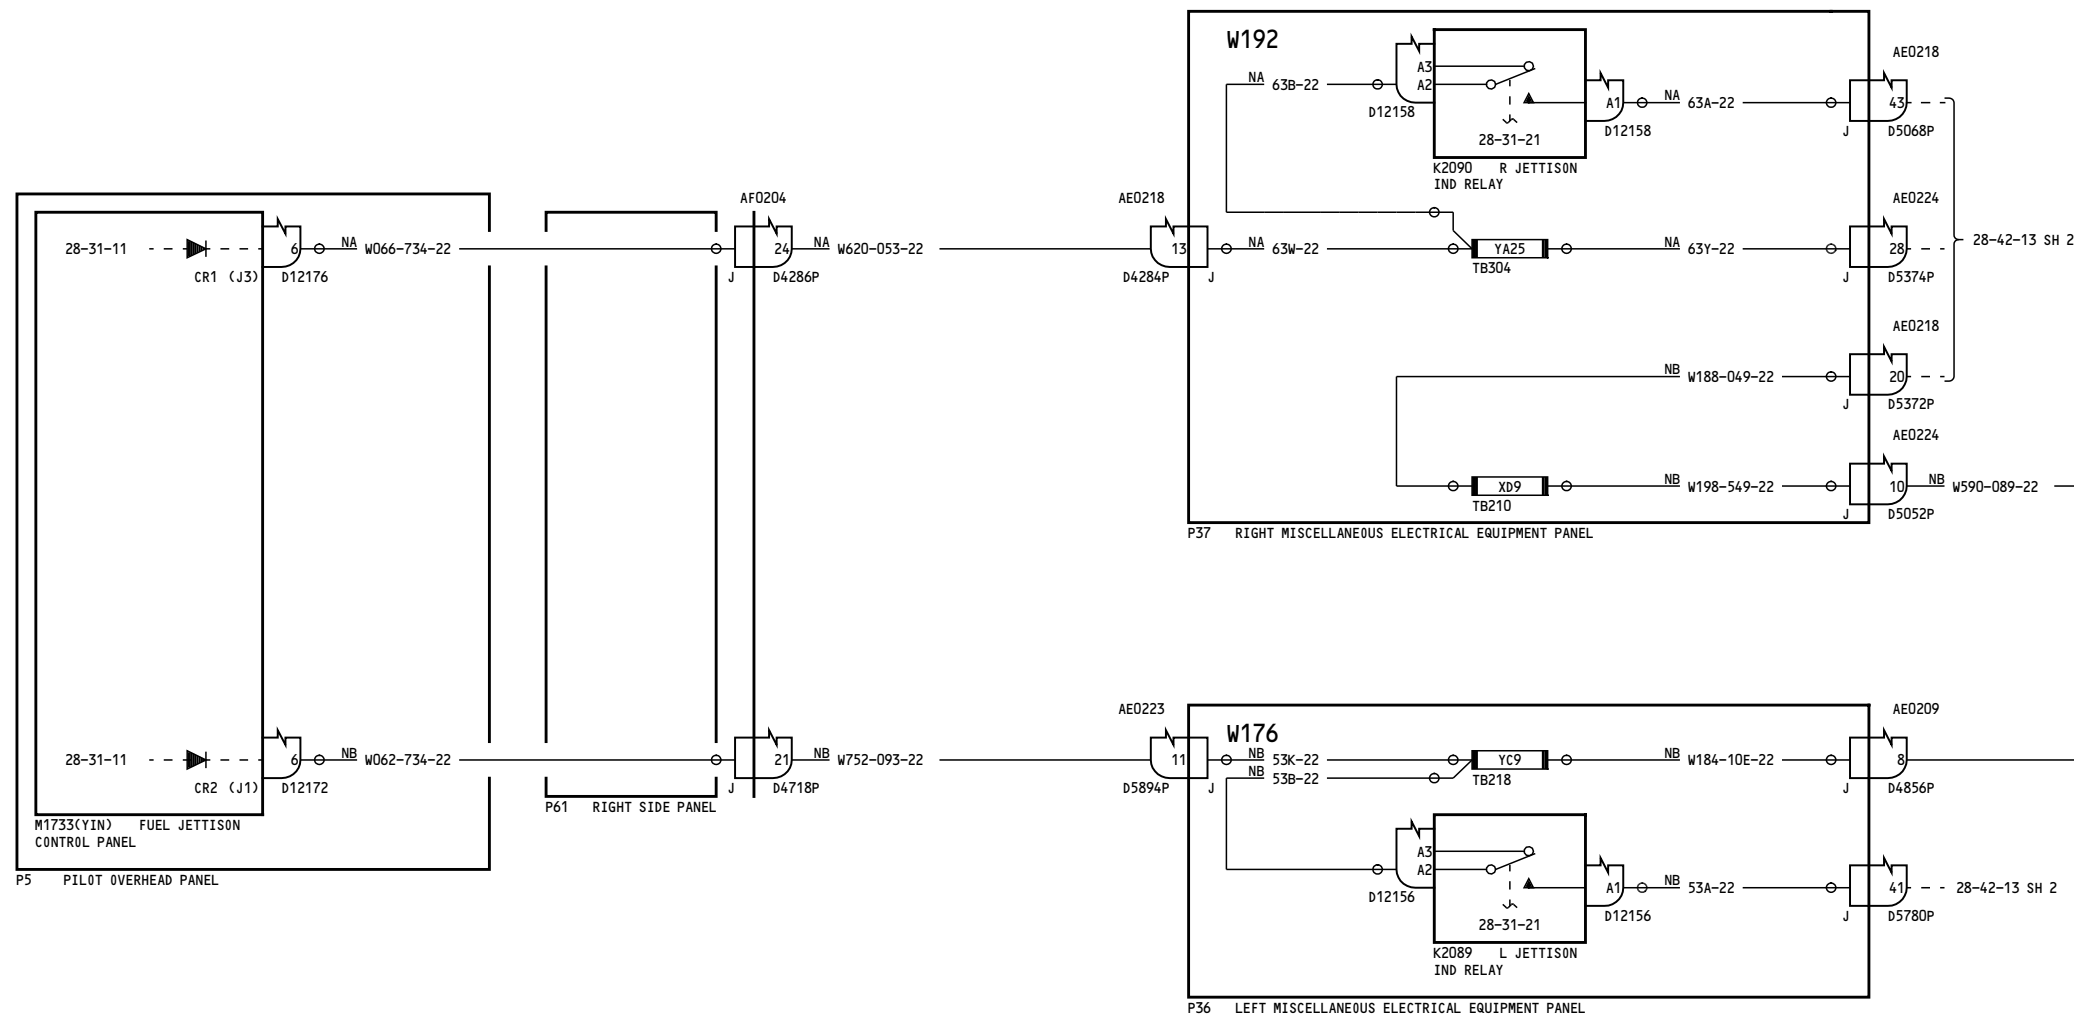 W192
AE0218
A3
NA 63B-22
A2
D12158
A1
NA 63A-22
43
D12158
J
D5068P
28-31-21
K2090 R JETTISON
IND RELAY
AF0204
AE0218
AE0224
28-31-11
6
NA W066-734-22
24
NA W620-053-22
13
NA 63W-22
YA25
NA 63Y-22
28
28-42-13 SH 2
CR1 (J3)
D12176
J
D4286P
D4284P
J
TB304
J
D5374P
AE0218
NB W188-049-22
20
J
D5372P
AE0224
XD9
NB W198-549-22
10
NB W590-089-22
TB210
J
D5052P
P37 RIGHT MISCELLANEOUS ELECTRICAL EQUIPMENT PANEL
AE0223
AE0209
W176
28-31-11
6
NB W062-734-22
21
NB W752-093-22
11
NB 53K-22
YC9
NB W184-10E-22
8
NB 53B-22
CR2 (J1)
D12172
J
D4718P
D5894P
J
TB218
J
D4856P
P61 RIGHT SIDE PANEL
M1733(YIN) FUEL JETTISON
CONTROL PANEL
P5 PILOT OVERHEAD PANEL
A3
A2
D12156
A1
NB 53A-22
41
28-42-13 SH 2
D12156
J
D5780P
28-31-21
K2089 L JETTISON
IND RELAY
P36 LEFT MISCELLANEOUS ELECTRICAL EQUIPMENT PANEL